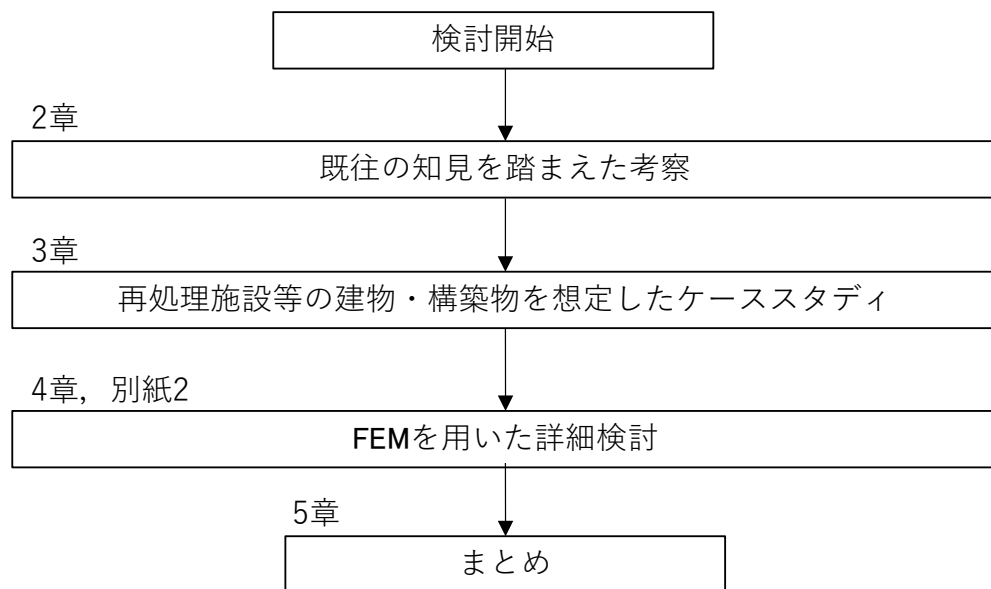 検討開始
2章
既往の知見を踏まえた考察
3章
再処理施設等の建物・構築物を想定したケーススタディ
4章，別紙2
FEMを用いた詳細検討
5章
まとめ